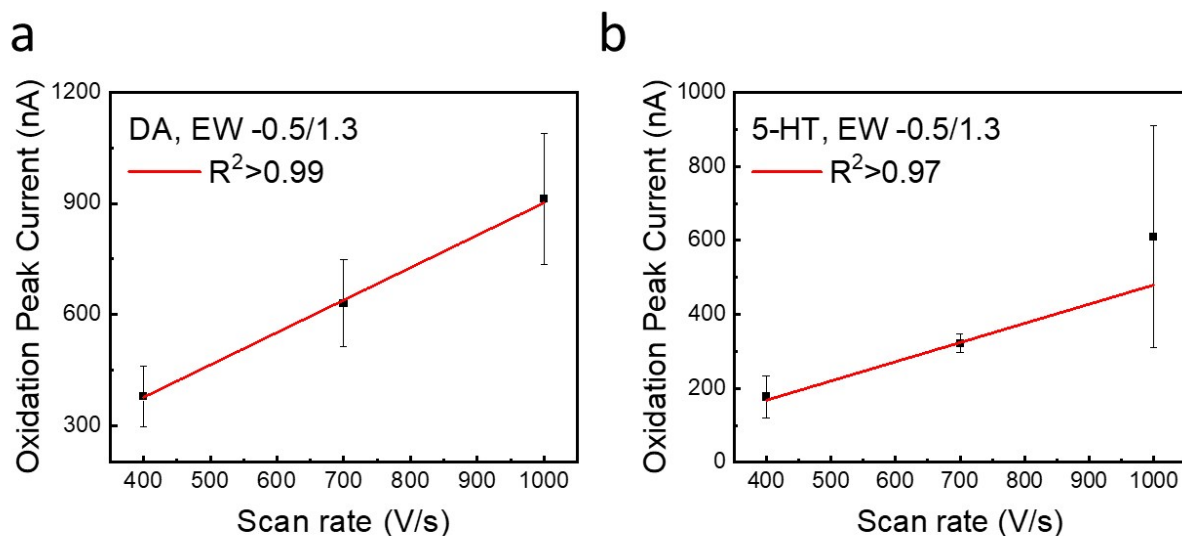 a
Oxidation Peak Current (nA)
1200
900
600
300
DA, EW -0.5/1.3
R²>0.99
400 500 600 700 800 900 1000
Scan rate (V/s)
b
Oxidation Peak Current (nA)
1000
800
600
400
200
0
5-HT, EW -0.5/1.3
R²>0.97
400 500 600 700 800 900 1000
Scan rate (V/s)